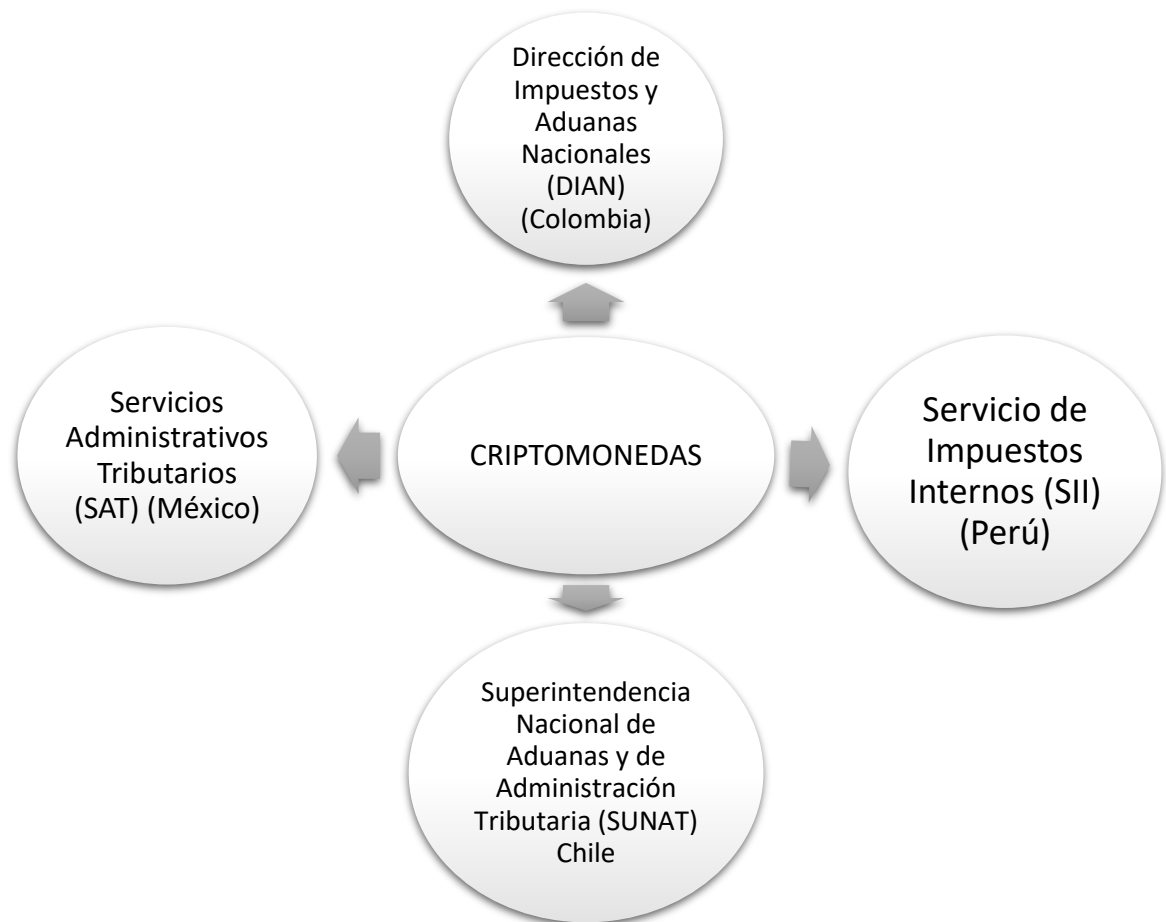 Dirección de
Impuestos y
Aduanas
Nacionales
(DIAN)
(Colombia)
Servicios
Administrativos
Tributarios
(SAT) (México)
CRIPTOMONEDAS
Servicio de
Impuestos
Internos (SII)
(Perú)
Superintendencia
Nacional de
Aduanas y de
Administración
Tributaria (SUNAT)
Chile